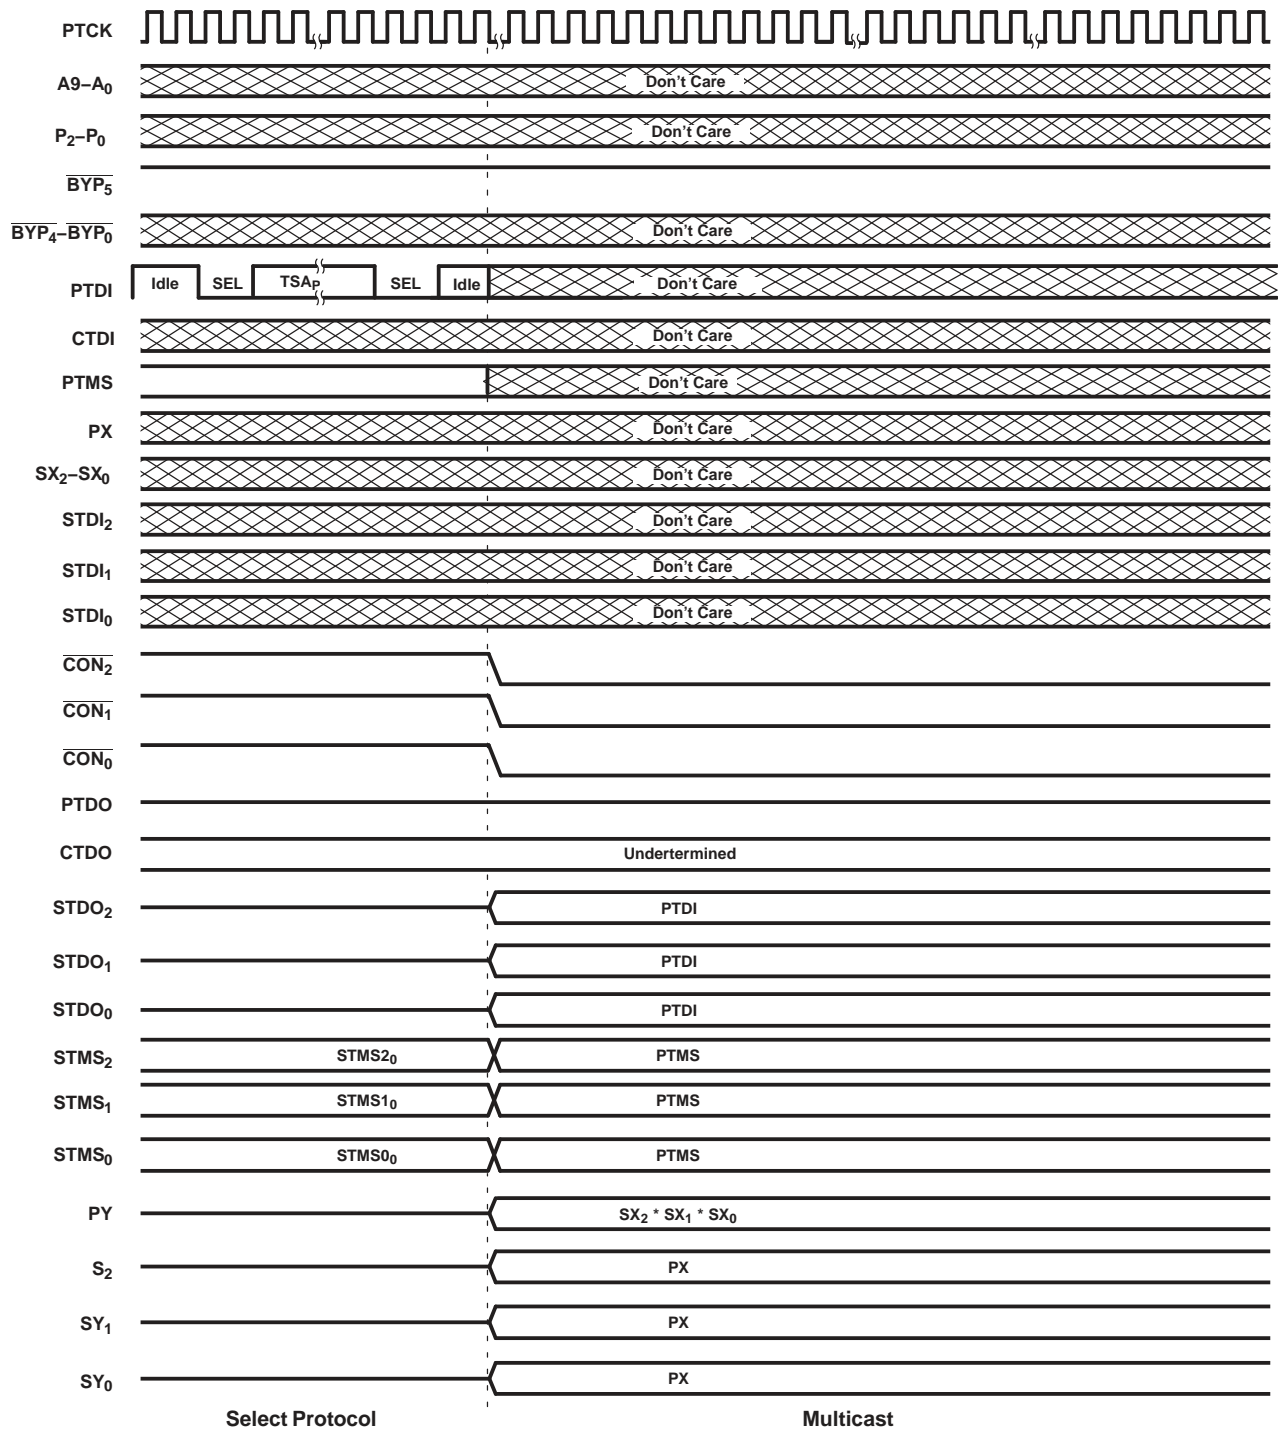 PTCK
A9–A0 Don't Care
P2–P0 Don't Care
BYP5
BYP4–BYP0 Don't Care
PTDI Idle SEL TSAP SEL Idle Don't Care
CTDI Don't Care
PTMS Don't Care
PX Don't Care
SX2–SX0 Don't Care
STDI2 Don't Care
STDI1 Don't Care
STDI0 Don't Care
CON2
CON1
CON0
PTDO
CTDO Undertermined
STDO2 PTDI
STDO1 PTDI
STDO0 PTDI
STMS2 STMS20 PTMS
STMS1 STMS10 PTMS
STMS0 STMS00 PTMS
PY SX2 * SX1 * SX0
S2 PX
SY1 PX
SY0 PX
Select Protocol Multicast